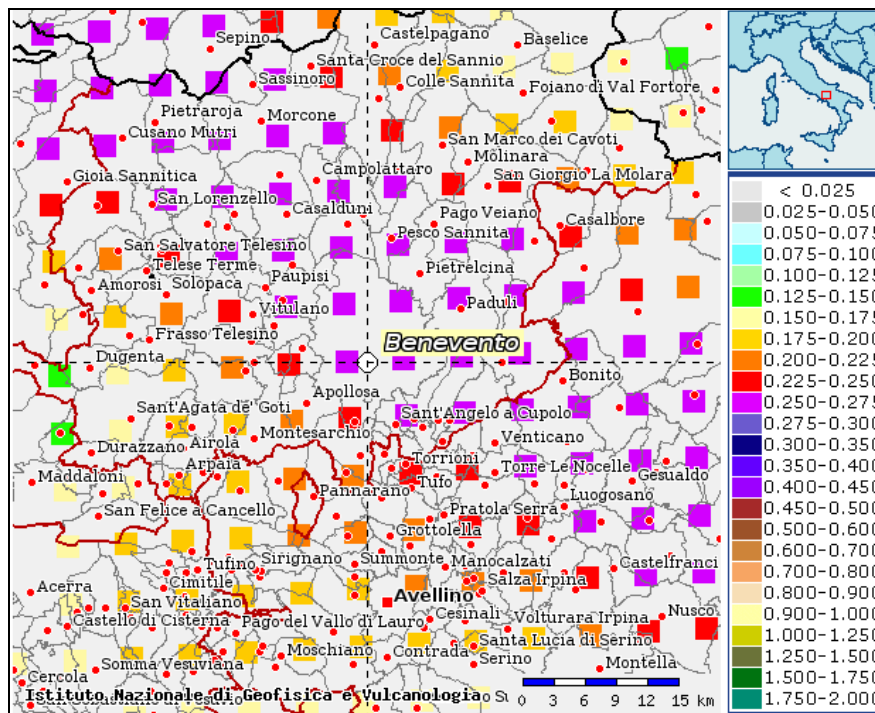 Sepino
Castelpagano
Baselice
Santa Croce del Sannio
Sassinoro
Colle Sannita
Foiano di Val Fortore
Pietraroja
Morcone
Cusano Mutri
San Marco dei Cavoti
Molinara
Gioia Sannitica
Campolattaro
San Giorgio La Molara
San Lorenzello
Casalduni
Pago Veiano
Casalbore
San Salvatore Telesino
Pesco Sannita
Telese Terme
Pietrelcina
Amorosi
Solopaca
Paupisi
Vitulano
Paduli
Frasso Telesino
Benevento
Dugenta
Bonito
Apollosa
Sant'Agata de' Goti
Sant'Angelo a Cupolo
Airola
Montesarchio
Venticano
Durazzano
Arpaia
Torrioni
Torre Le Nocelle
Gesualdo
Maddaloni
Tufo
Pannarano
Luogosano
San Felice a Cancello
Pratola Serra
Grottolella
Tufino
Sirignano
Summonte
Manocalzati
Castelfranci
Cimitile
Salza Irpina
Acerra
San Vitaliano
Avellino
Castello di Cisterna
Pago del Vallo di Lauro
Cesinali
Volturara Irpina
Nusco
Moschiano
Contrada
Santa Lucia di Serino
Somma Vesuviana
Serino
Montella
Cercola
Istituto Nazionale di Geofisica e Vulcanologia
0 3 6 9 12 15 km
< 0.025
0.025-0.050
0.050-0.075
0.075-0.100
0.100-0.125
0.125-0.150
0.150-0.175
0.175-0.200
0.200-0.225
0.225-0.250
0.250-0.275
0.275-0.300
0.300-0.350
0.350-0.400
0.400-0.450
0.450-0.500
0.500-0.600
0.600-0.700
0.700-0.800
0.800-0.900
0.900-1.000
1.000-1.250
1.250-1.500
1.500-1.750
1.750-2.000